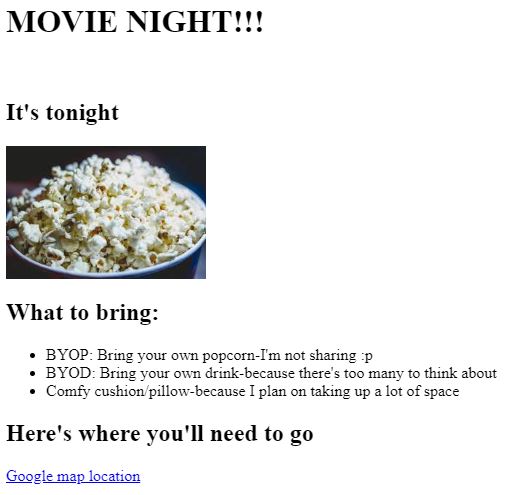 MOVIE NIGHT!!!
It's tonight
What to bring:
BYOP: Bring your own popcorn-I'm not sharing :p
BYOD: Bring your own drink-because there's too many to think about
Comfy cushion/pillow-because I plan on taking up a lot of space
Here's where you'll need to go
Google map location